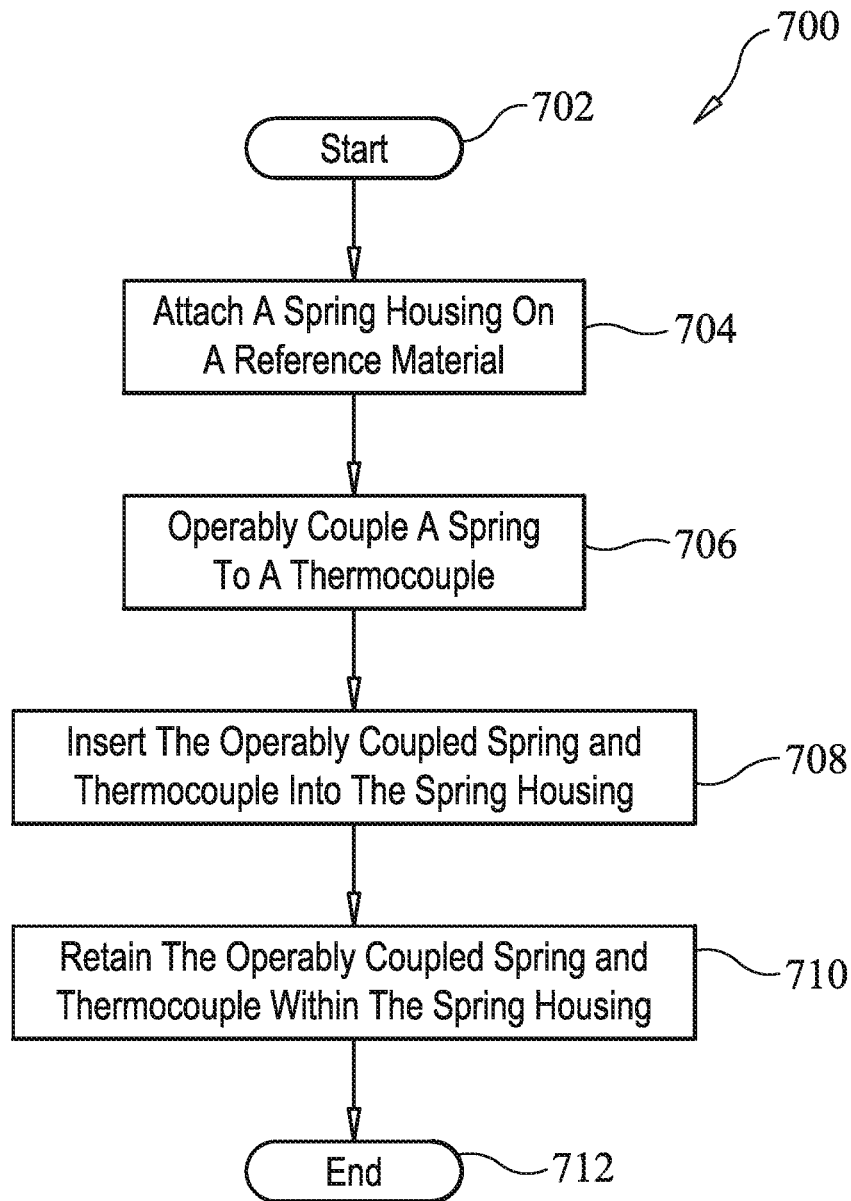 700
702
Start
Attach A Spring Housing On
A Reference Material
704
Operably Couple A Spring
To A Thermocouple
706
Insert The Operably Coupled Spring and
Thermocouple Into The Spring Housing
708
Retain The Operably Coupled Spring and
Thermocouple Within The Spring Housing
710
End
712